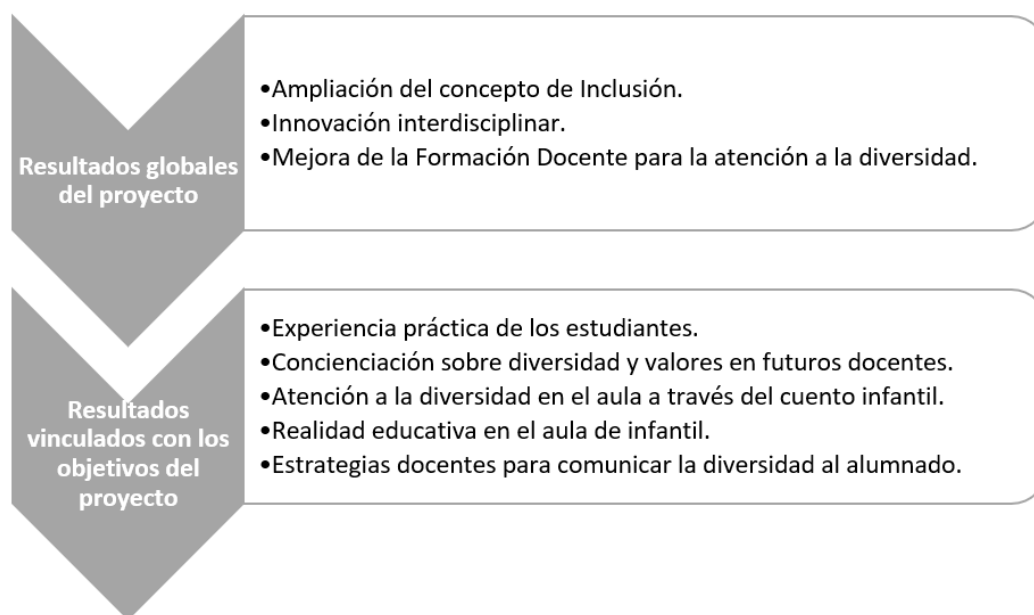 Resultados globales
del proyecto
•Ampliación del concepto de Inclusión.
•Innovación interdisciplinar.
•Mejora de la Formación Docente para la atención a la diversidad.
Resultados
vinculados con los
objetivos del
proyecto
•Experiencia práctica de los estudiantes.
•Concienciación sobre diversidad y valores en futuros docentes.
•Atención a la diversidad en el aula a través del cuento infantil.
•Realidad educativa en el aula de infantil.
•Estrategias docentes para comunicar la diversidad al alumnado.